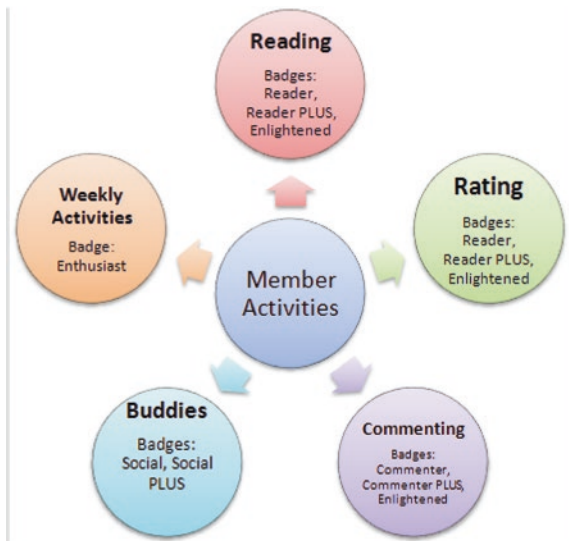 Reading
Badges:
Reader,
Reader PLUS,
Enlightened
Weekly
Activities
Badge:
Enthusiast
Rating
Badges:
Reader,
Reader PLUS,
Enlightened
Member
Activities
Buddies
Badges:
Social, Social
PLUS
Commenting
Badges:
Commenter,
Commenter PLUS,
Enlightened